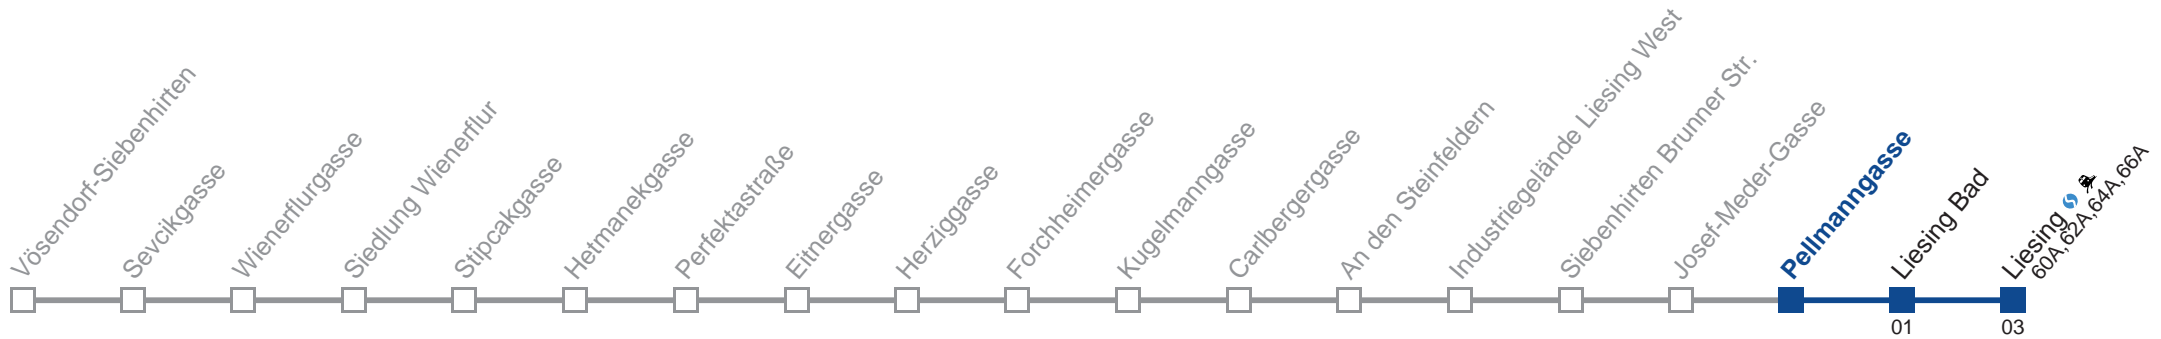 Vösendorf-Siebenhirten
Sevcikgasse
Wienerflurgasse
Siedlung Wienerflur
Stipcakgasse
Hetmanekgasse
Perfektastraße
Eitnergasse
Herziggasse
Forchheimergasse
Kugelmanngasse
Carlbergergasse
An den Steinfeldern
Industriegelände Liesing West
Siebenhirten Brunner Str.
Josef-Meder-Gasse
Pellmanngasse
Liesing Bad
Liesing
60A,62A,64A,66A
01
03